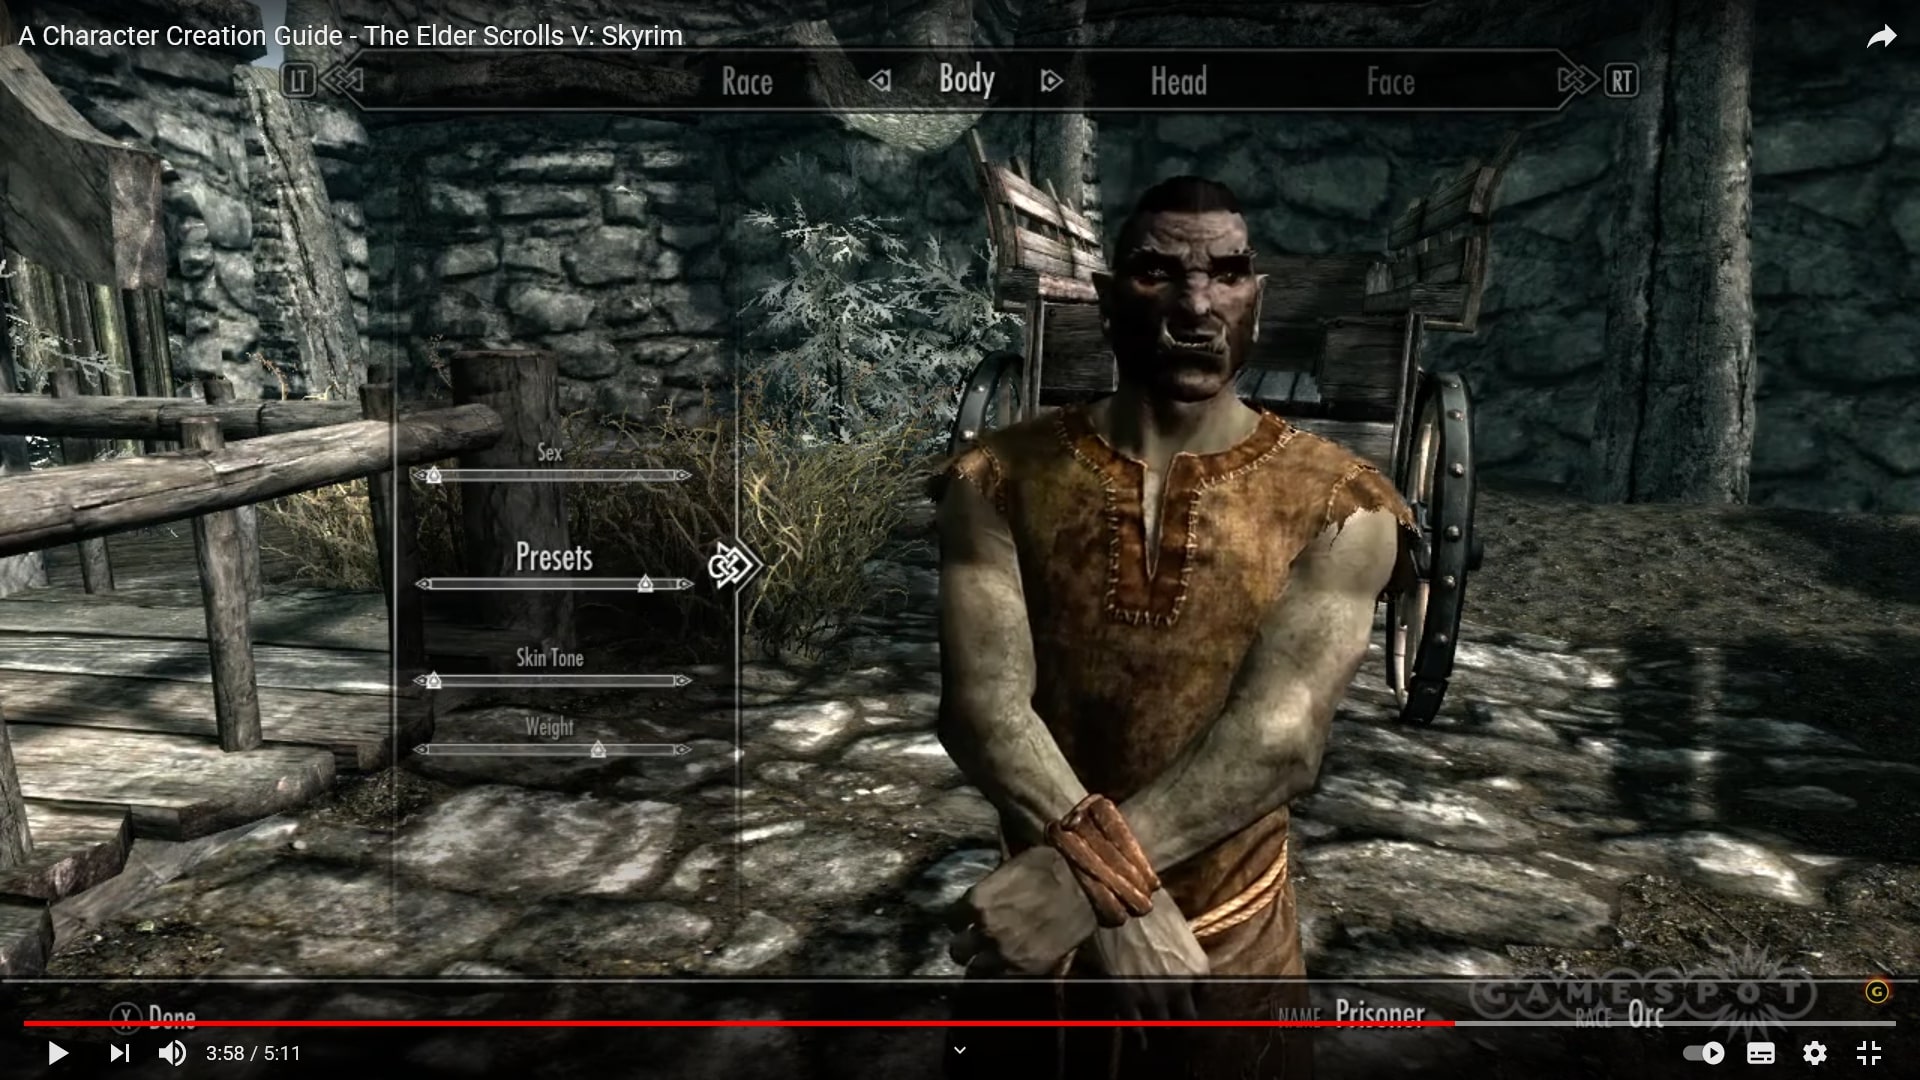 A Character Creation Guide - The Elder Scrolls V: Skyrim
LT Race Body Head Face RT
Sex
Presets
Skin Tone
Weight
GAMESPOT
G
X Done NAME Prisoner RACE Orc
3:58 / 5:11